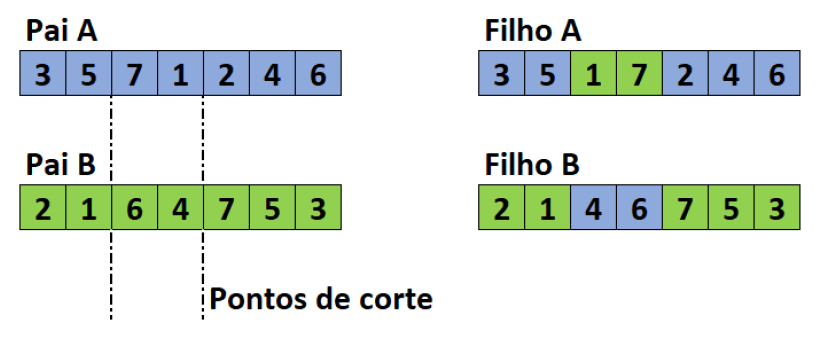 Pai A
3 5 7 1 2 4 6
Pai B
2 1 6 4 7 5 3
Pontos de corte
Filho A
3 5 1 7 2 4 6
Filho B
2 1 4 6 7 5 3